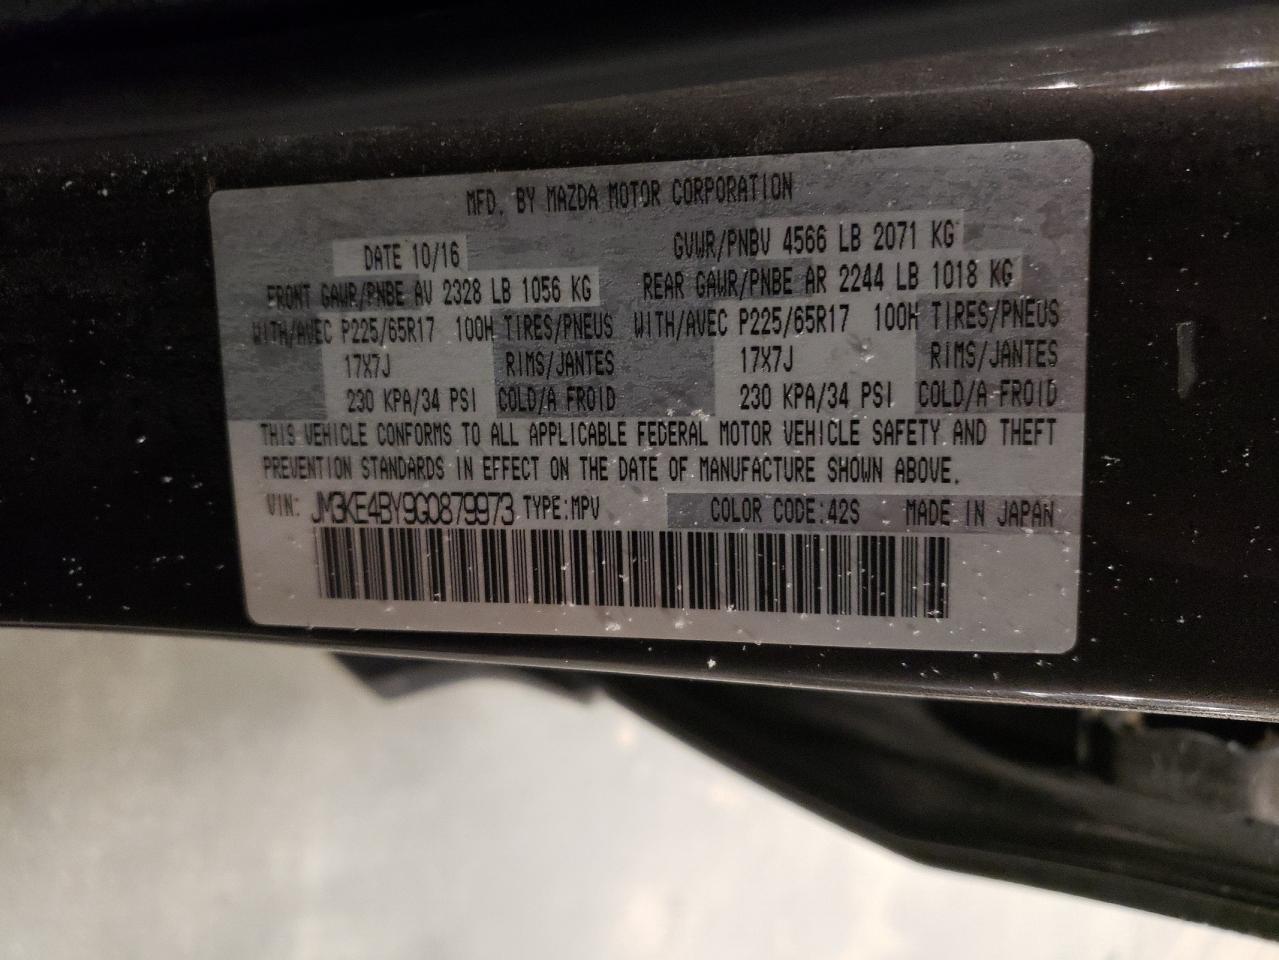 MFD. BY MAZDA MOTOR CORPORATION
DATE 10/16 GVWR/PNBV 4566 LB 2071 KG
FRONT GAWR/PNBE AV 2328 LB 1056 KG REAR GAWR/PNBE AR 2244 LB 1018 KG
WITH/AVEC P225/65R17 100H TIRES/PNEUS WITH/AVEC P225/65R17 100H TIRES/PNEUS
17X7J RIMS/JANTES 17X7J RIMS/JANTES
230 KPA/34 PSI COLD/A FROID 230 KPA/34 PSI COLD/A FROID
THIS VEHICLE CONFORMS TO ALL APPLICABLE FEDERAL MOTOR VEHICLE SAFETY AND THEFT
PREVENTION STANDARDS IN EFFECT ON THE DATE OF MANUFACTURE SHOWN ABOVE.
VIN: JM3KE4BY9G0879973 TYPE:MPV COLOR CODE:42S MADE IN JAPAN